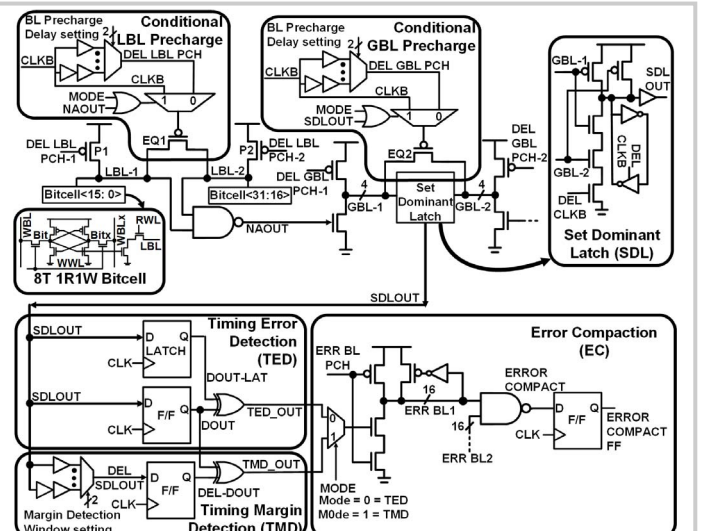 BL Precharge
Delay setting 2
Conditional
LBL Precharge
DEL LBL PCH
CLKB
CLKB
MODE
NAOUT
1 0
DEL LBL
PCH-1
P1
EQ1
P2
DEL LBL
PCH-2
LBL-1
LBL-2
Bitcell<15: 0>
Bitcell<31:16>
NAOUT
WBL
Bit
Bitx
WBLx
RWL
LBL
WWL
8T 1R1W Bitcell
BL Precharge
Delay setting 2
Conditional
GBL Precharge
DEL GBL PCH
CLKB
CLKB
MODE
SDLOUT
1 0
EQ2
DEL GBL
PCH-1
DEL
GBL
PCH-2
4
GBL-1
Set
Dominant
Latch
4
GBL-2
GBL-1
SDL
OUT
DEL
CLKB
GBL-2
DEL
CLKB
Set Dominant
Latch (SDL)
SDLOUT
Timing Error
Detection
(TED)
SDLOUT
D Q
LATCH
CLK
DOUT-LAT
SDLOUT
D Q
F/F
CLK
DOUT
TED_OUT
DEL
SDLOUT
2
D Q
F/F
CLK
DEL-DOUT
TMD_OUT
Margin Detection
Window setting
Timing Margin
Detection (TMD)
Error Compaction
(EC)
ERR BL
PCH
0
1
MODE
Mode = 0 = TED
M0de = 1 = TMD
16
ERR BL1
16
ERR BL2
ERROR
COMPACT
D Q
F/F
CLK
ERROR
COMPACT
FF